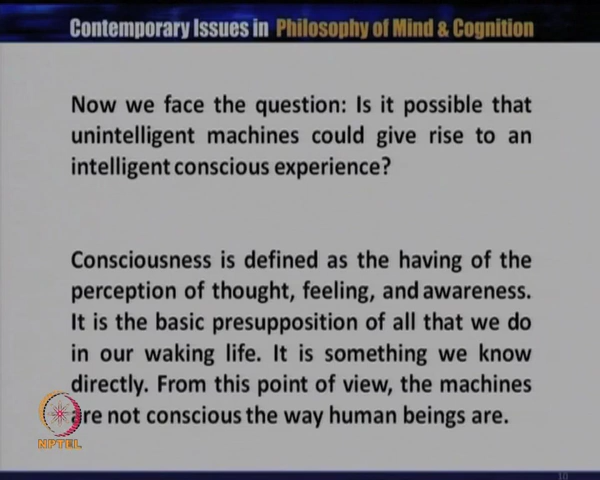 Contemporary Issues in Philosophy of Mind & Cognition
Now we face the question: Is it possible that
unintelligent machines could give rise to an
intelligent conscious experience?
Consciousness is defined as the having of the
perception of thought, feeling, and awareness.
It is the basic presupposition of all that we do
in our waking life. It is something we know
directly. From this point of view, the machines
are not conscious the way human beings are.
NPTEL
10